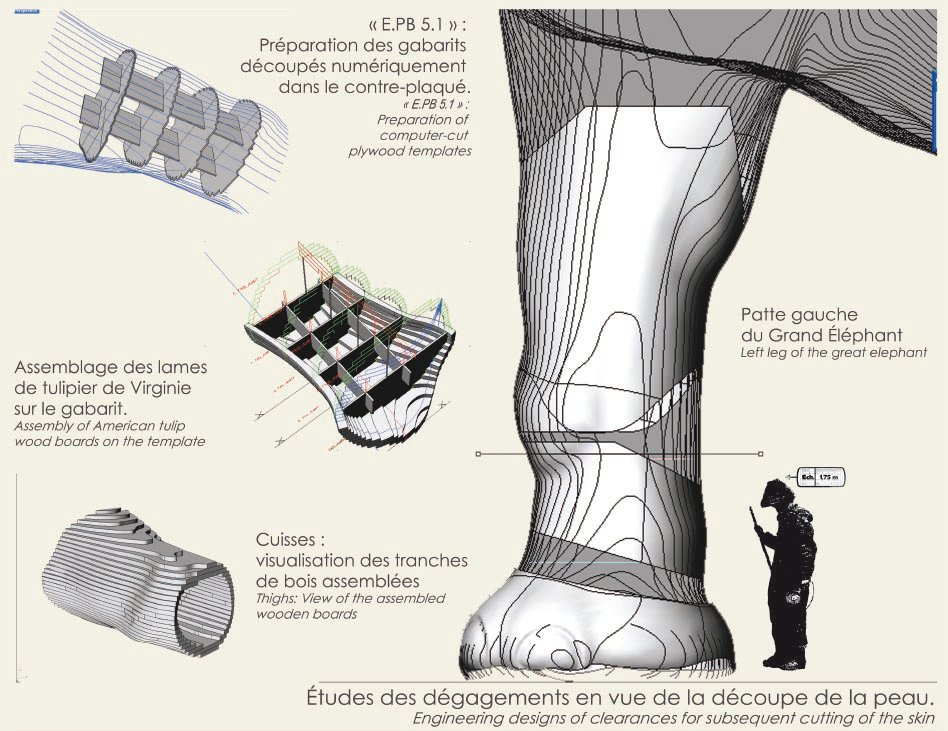 « E.PB 5.1 » :
Préparation des gabarits
découpés numériquement
dans le contre-plaqué.
« E.PB 5.1 » :
Preparation of
computer-cut
plywood templates
Patte gauche
du Grand Éléphant
Left leg of the great elephant
Assemblage des lames
de tulipier de Virginie
sur le gabarit.
Assembly of American tulip
wood boards on the template
Ech. 1,75 m
Cuisses :
visualisation des tranches
de bois assemblées
Thighs: View of the assembled
wooden boards
Études des dégagements en vue de la découpe de la peau.
Engineering designs of clearances for subsequent cutting of the skin